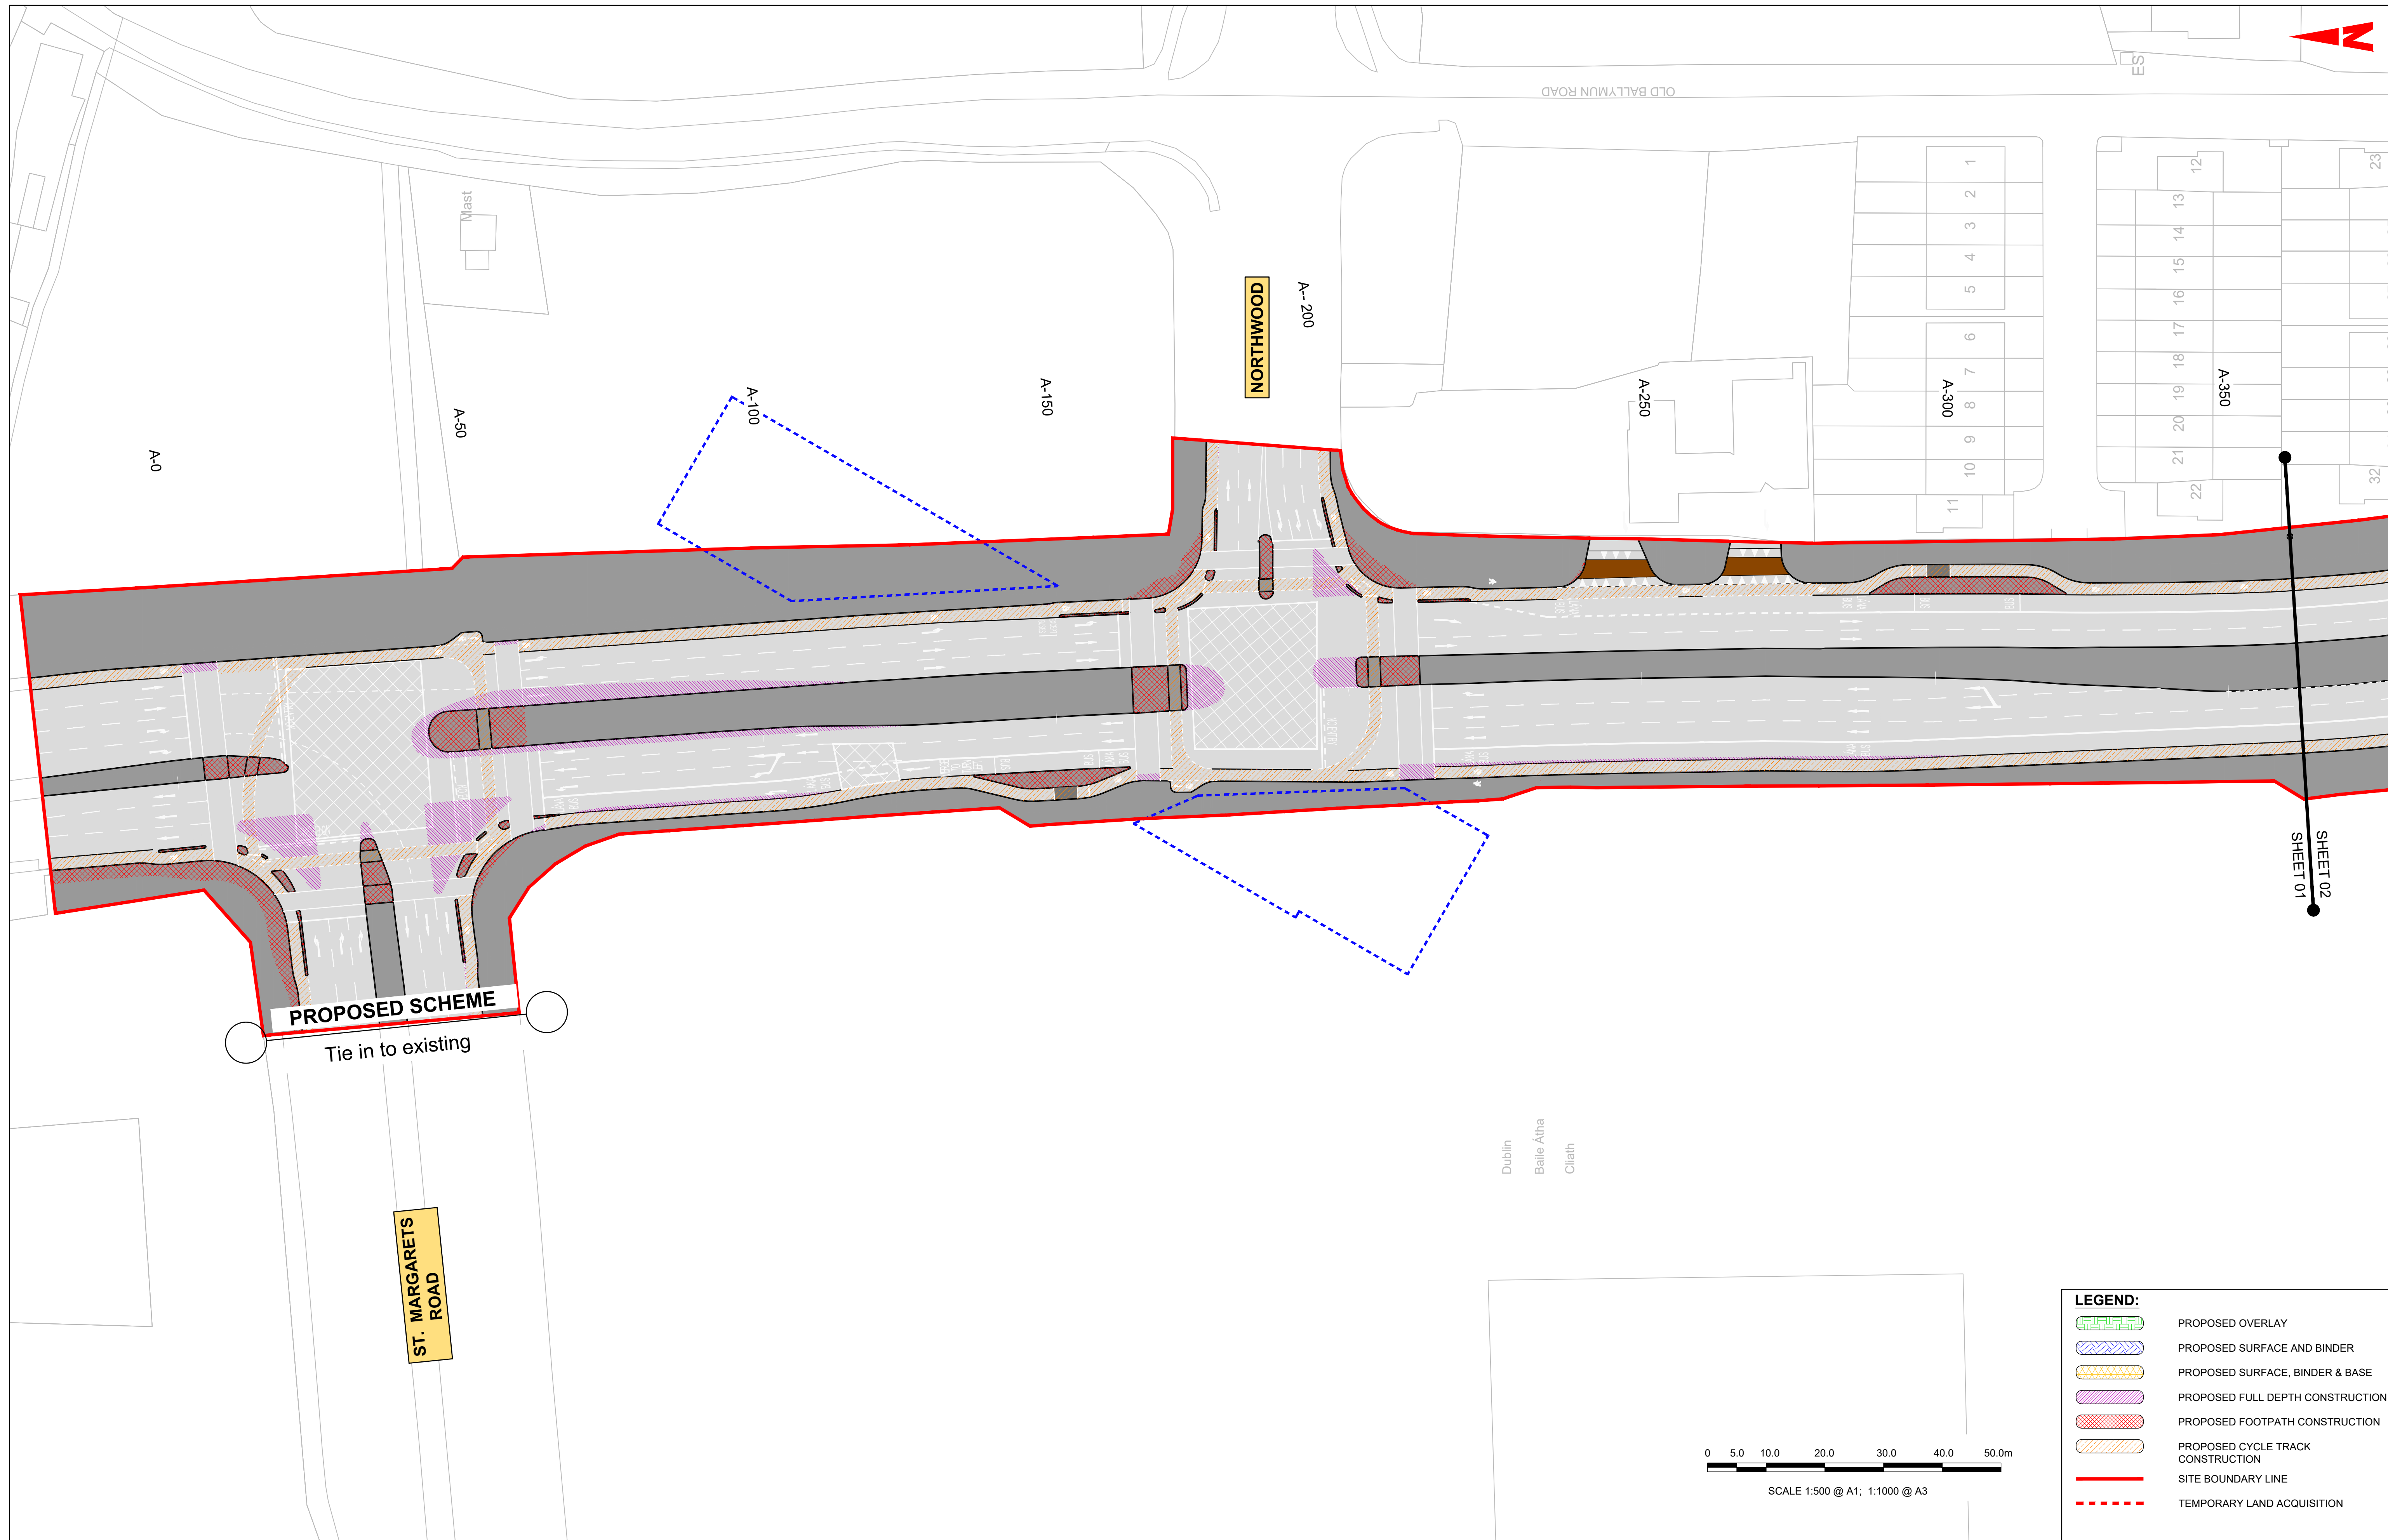 N
OLD BALLYMUN ROAD
ES
Mast
NORTHWOOD
A-0
A-50
A-100
A-150
A-- 200
A-250
A-300
A-350
1
2
3
4
5
6
7
8
9
10
11
12
13
14
15
16
17
18
19
20
21
22
23
32
SHEET 02
SHEET 01
PROPOSED SCHEME
Tie in to existing
ST. MARGARETS
ROAD
Dublin
Baile Átha
Cliath
0 5.0 10.0 20.0 30.0 40.0 50.0m
SCALE 1:500 @ A1; 1:1000 @ A3
LEGEND:
PROPOSED OVERLAY
PROPOSED SURFACE AND BINDER
PROPOSED SURFACE, BINDER & BASE
PROPOSED FULL DEPTH CONSTRUCTION
PROPOSED FOOTPATH CONSTRUCTION
PROPOSED CYCLE TRACK
CONSTRUCTION
SITE BOUNDARY LINE
TEMPORARY LAND ACQUISITION